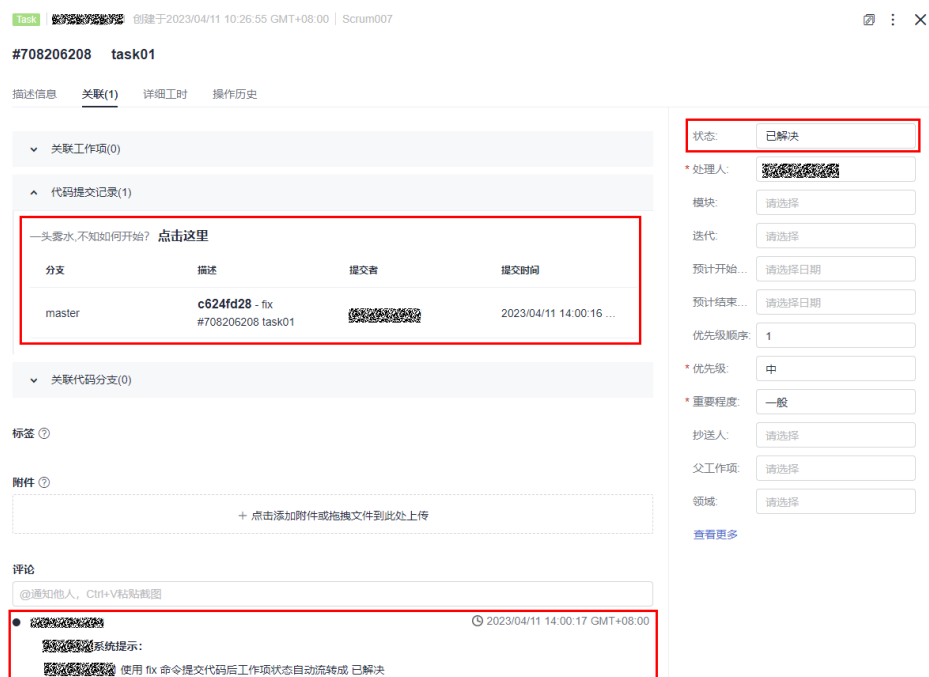 Task 创建于2023/04/11 10:26:55 GMT+08:00 Scrum007
#708206208 task01
描述信息 关联(1) 详细工时 操作历史
关联工作项(0)
代码提交记录(1)
一头雾水,不知如何开始? 点击这里
分支 描述 提交者 提交时间
master c624fd28 - fix #708206208 task01 2023/04/11 14:00:16 ...
关联代码分支(0)
标签
附件
+ 点击添加附件或拖拽文件到此处上传
评论
@通知他人, Ctrl+V粘贴截图
2023/04/11 14:00:17 GMT+08:00
系统提示:
使用 fix 命令提交代码后工作项状态自动流转成 已解决
状态: 已解决
* 处理人:
模块: 请选择
迭代: 请选择
预计开始... 请选择日期
预计结束... 请选择日期
优先级顺序: 1
* 优先级: 中
* 重要程度: 一般
抄送人: 请选择
父工作项: 请选择
领域: 请选择
查看更多